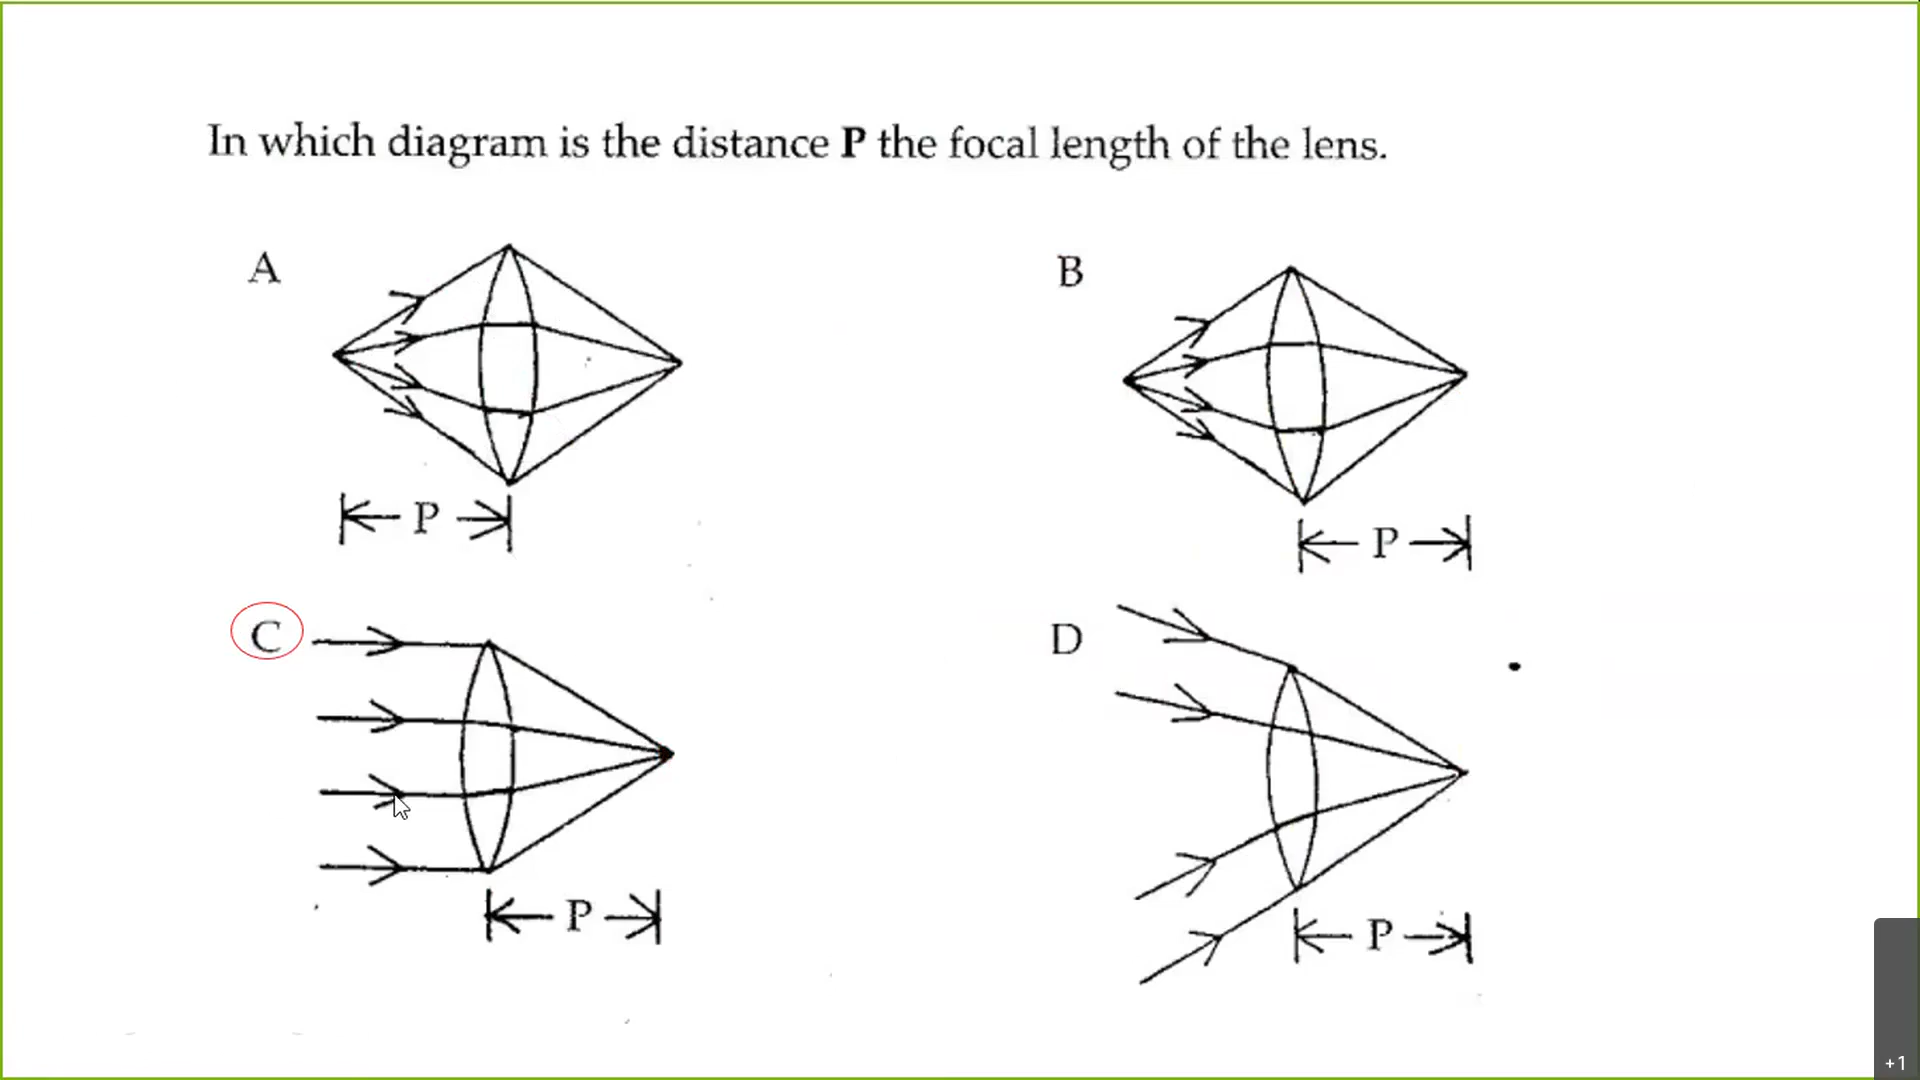 In which diagram is the distance P the focal length of the lens.
A
B
P
P
C
D
P
P
+1